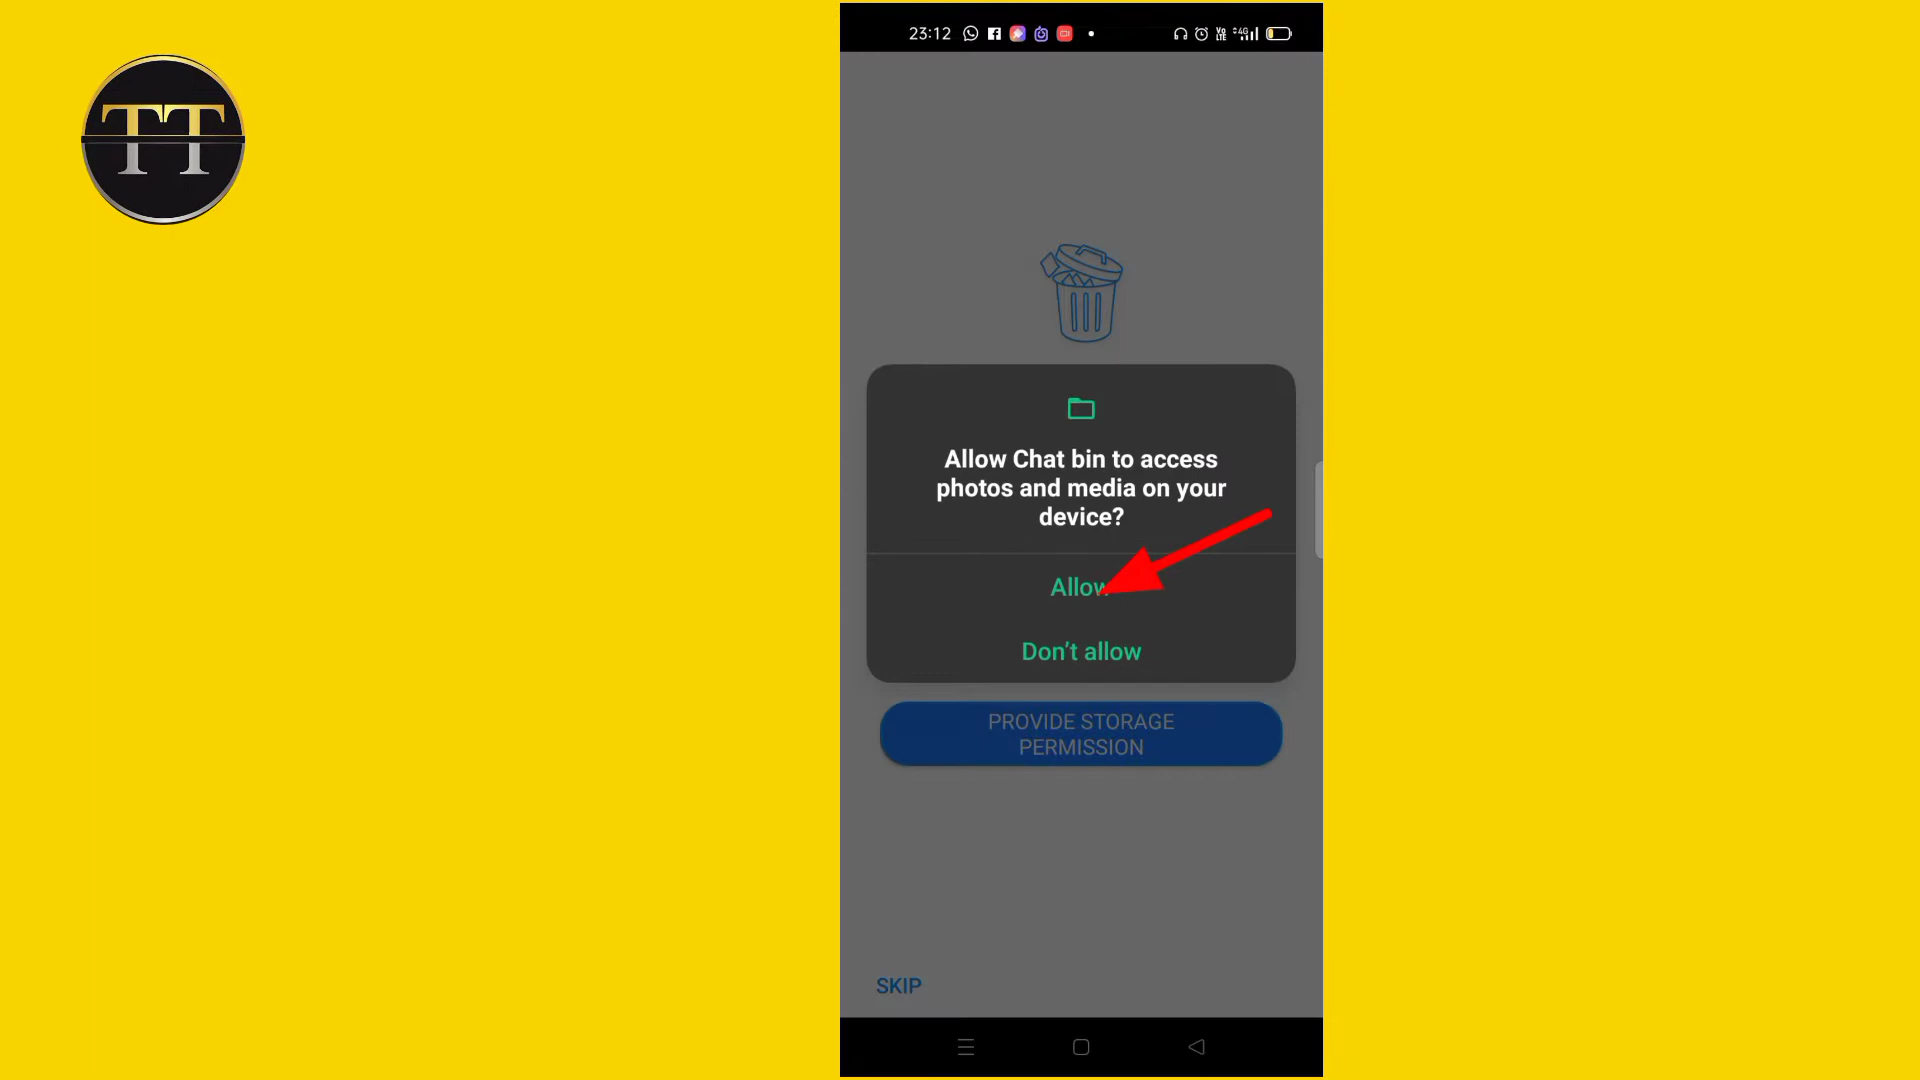 TT
23:12
Allow Chat bin to access
photos and media on your
device?
Allow
Don't allow
PROVIDE STORAGE
PERMISSION
SKIP